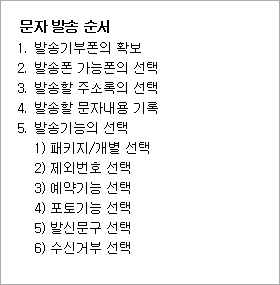 문자 발송 순서
1. 발송기부폰의 확보
2. 발송폰 가능폰의 선택
3. 발송할 주소록의 선택
4. 발송할 문자내용 기록
5. 발송기능의 선택
1) 패키지/개별 선택
2) 제외번호 선택
3) 예약기능 선택
4) 포토기능 선택
5) 발신문구 선택
6) 수신거부 선택